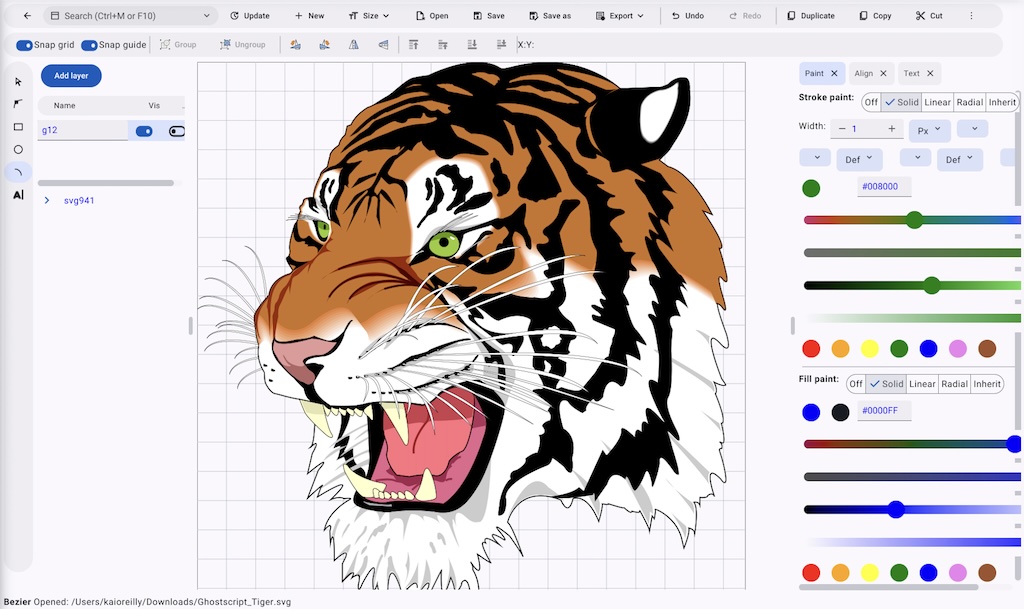 Search (Ctrl+M or F10) Update New Size Open Save Save as Export Undo Redo Duplicate Copy Cut
Snap grid Snap guide Group Ungroup X:Y:
Add layer
Name Vis
g12
svg941
Paint Align Text
Stroke paint: Off Solid Linear Radial Inherit
Width: 1 Px
Def Def
#008000
Fill paint: Off Solid Linear Radial Inherit
#0000FF
AI
Bezier Opened: /Users/kaioreilly/Downloads/Ghostscript_Tiger.svg